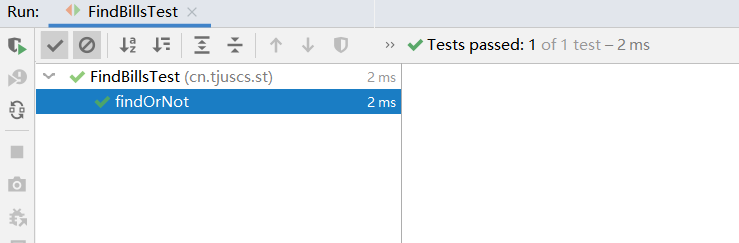 Run: FindBillsTest ×
» Tests passed: 1 of 1 test – 2 ms
FindBillsTest (cn.tjuscs.st) 2 ms
findOrNot 2 ms